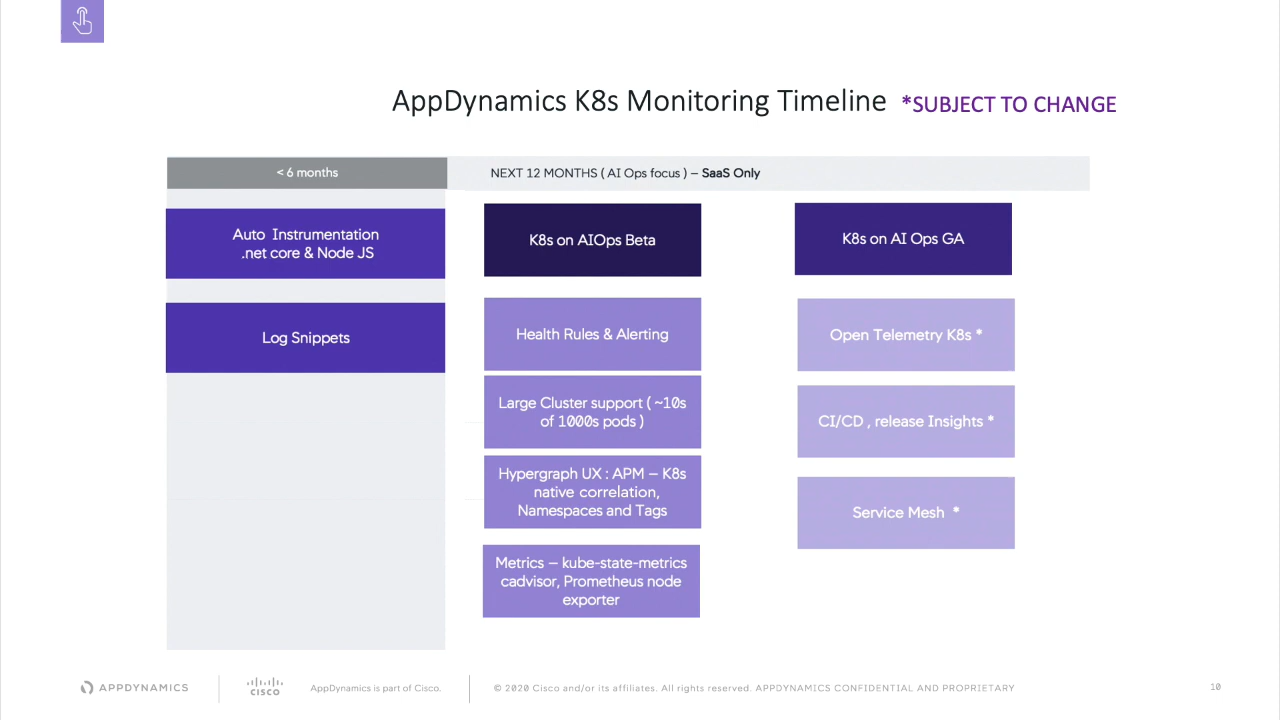 AppDynamics K8s Monitoring Timeline *SUBJECT TO CHANGE
< 6 months
NEXT 12 MONTHS ( AI Ops focus ) – SaaS Only
Auto Instrumentation
.net core & Node JS
Log Snippets
K8s on AIOps Beta
Health Rules & Alerting
Large Cluster support ( ~10s
of 1000s pods )
Hypergraph UX : APM – K8s
native correlation,
Namespaces and Tags
Metrics – kube-state-metrics
cadvisor, Prometheus node
exporter
K8s on AI Ops GA
Open Telemetry K8s *
CI/CD , release Insights *
Service Mesh *
APPDYNAMICS
CISCO
AppDynamics is part of Cisco.
© 2020 Cisco and/or its affiliates. All rights reserved. APPDYNAMICS CONFIDENTIAL AND PROPRIETARY
10